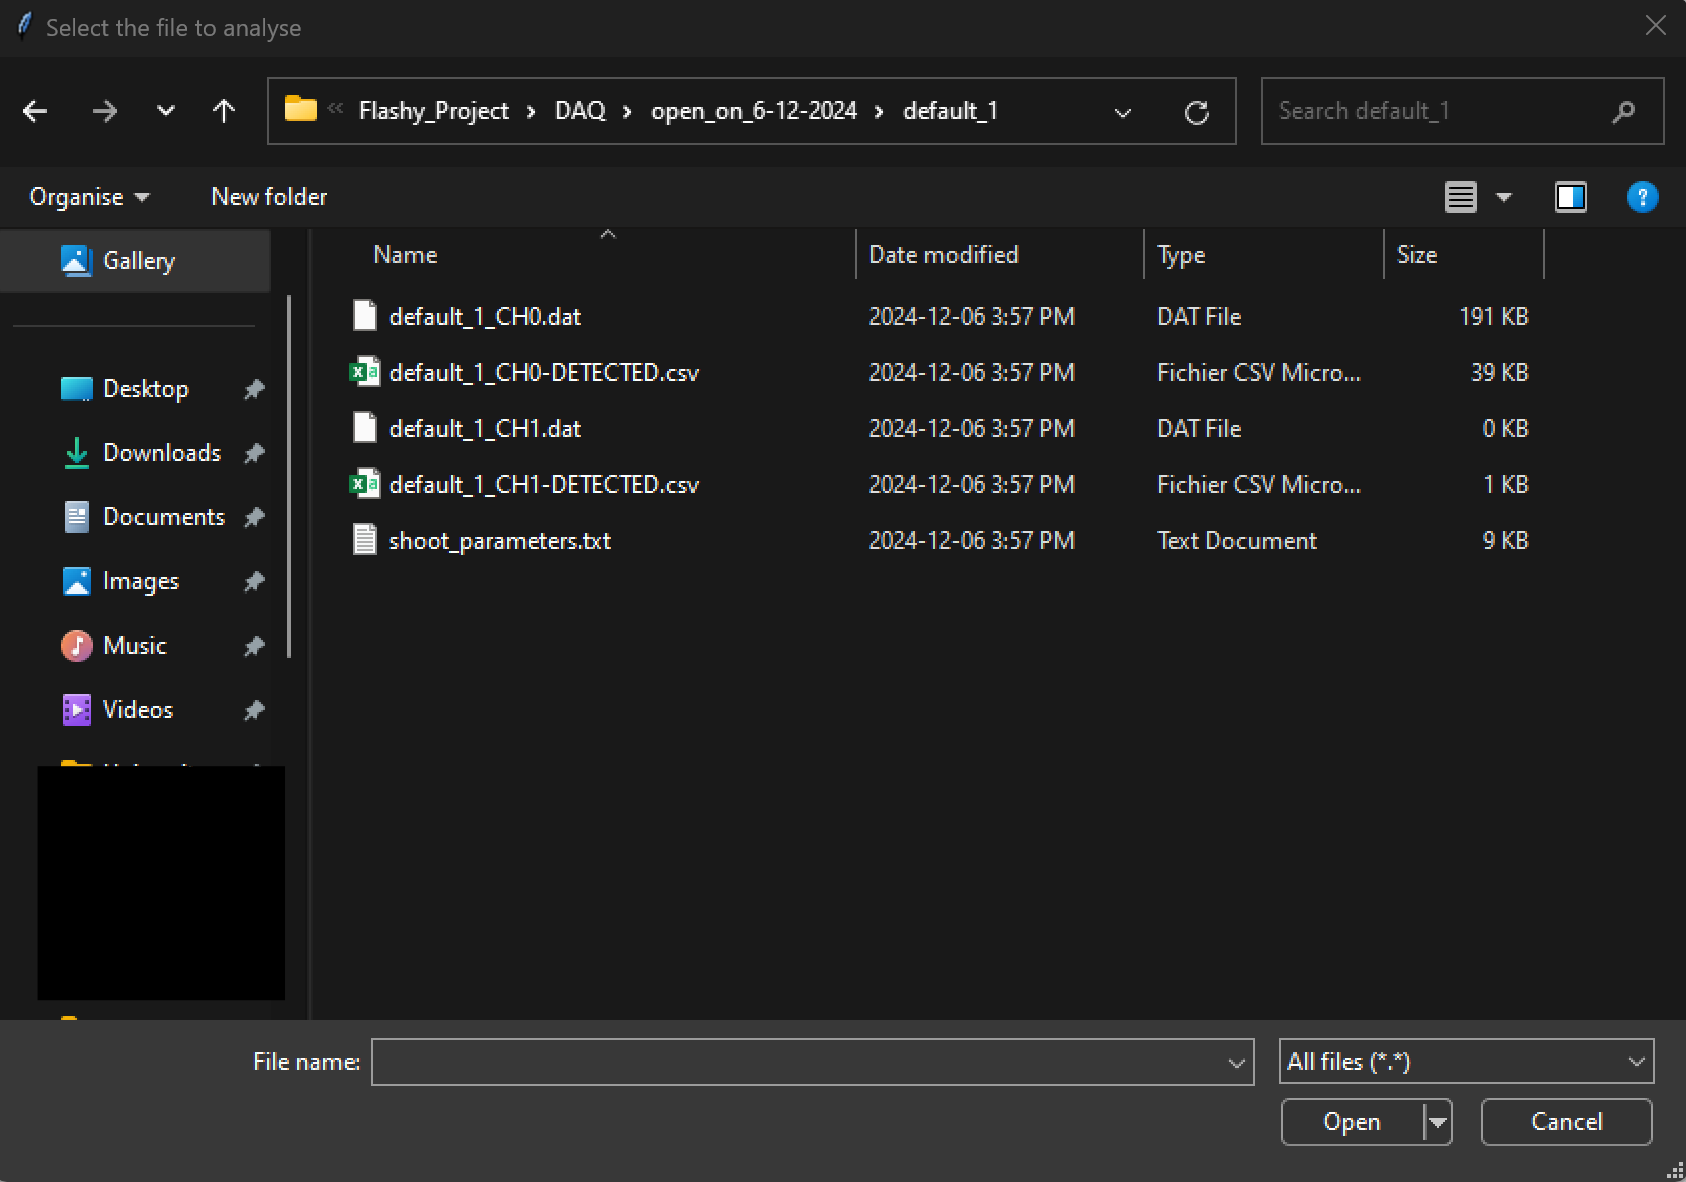 Select the file to analyse
« Flashy_Project › DAQ › open_on_6-12-2024 › default_1
Search default_1
Organise
New folder
Name
Date modified
Type
Size
Gallery
Desktop
Downloads
Documents
Images
Music
Videos
default_1_CH0.dat 2024-12-06 3:57 PM DAT File 191 KB
default_1_CH0-DETECTED.csv 2024-12-06 3:57 PM Fichier CSV Micro... 39 KB
default_1_CH1.dat 2024-12-06 3:57 PM DAT File 0 KB
default_1_CH1-DETECTED.csv 2024-12-06 3:57 PM Fichier CSV Micro... 1 KB
shoot_parameters.txt 2024-12-06 3:57 PM Text Document 9 KB
File name:
All files (*.*)
Open
Cancel